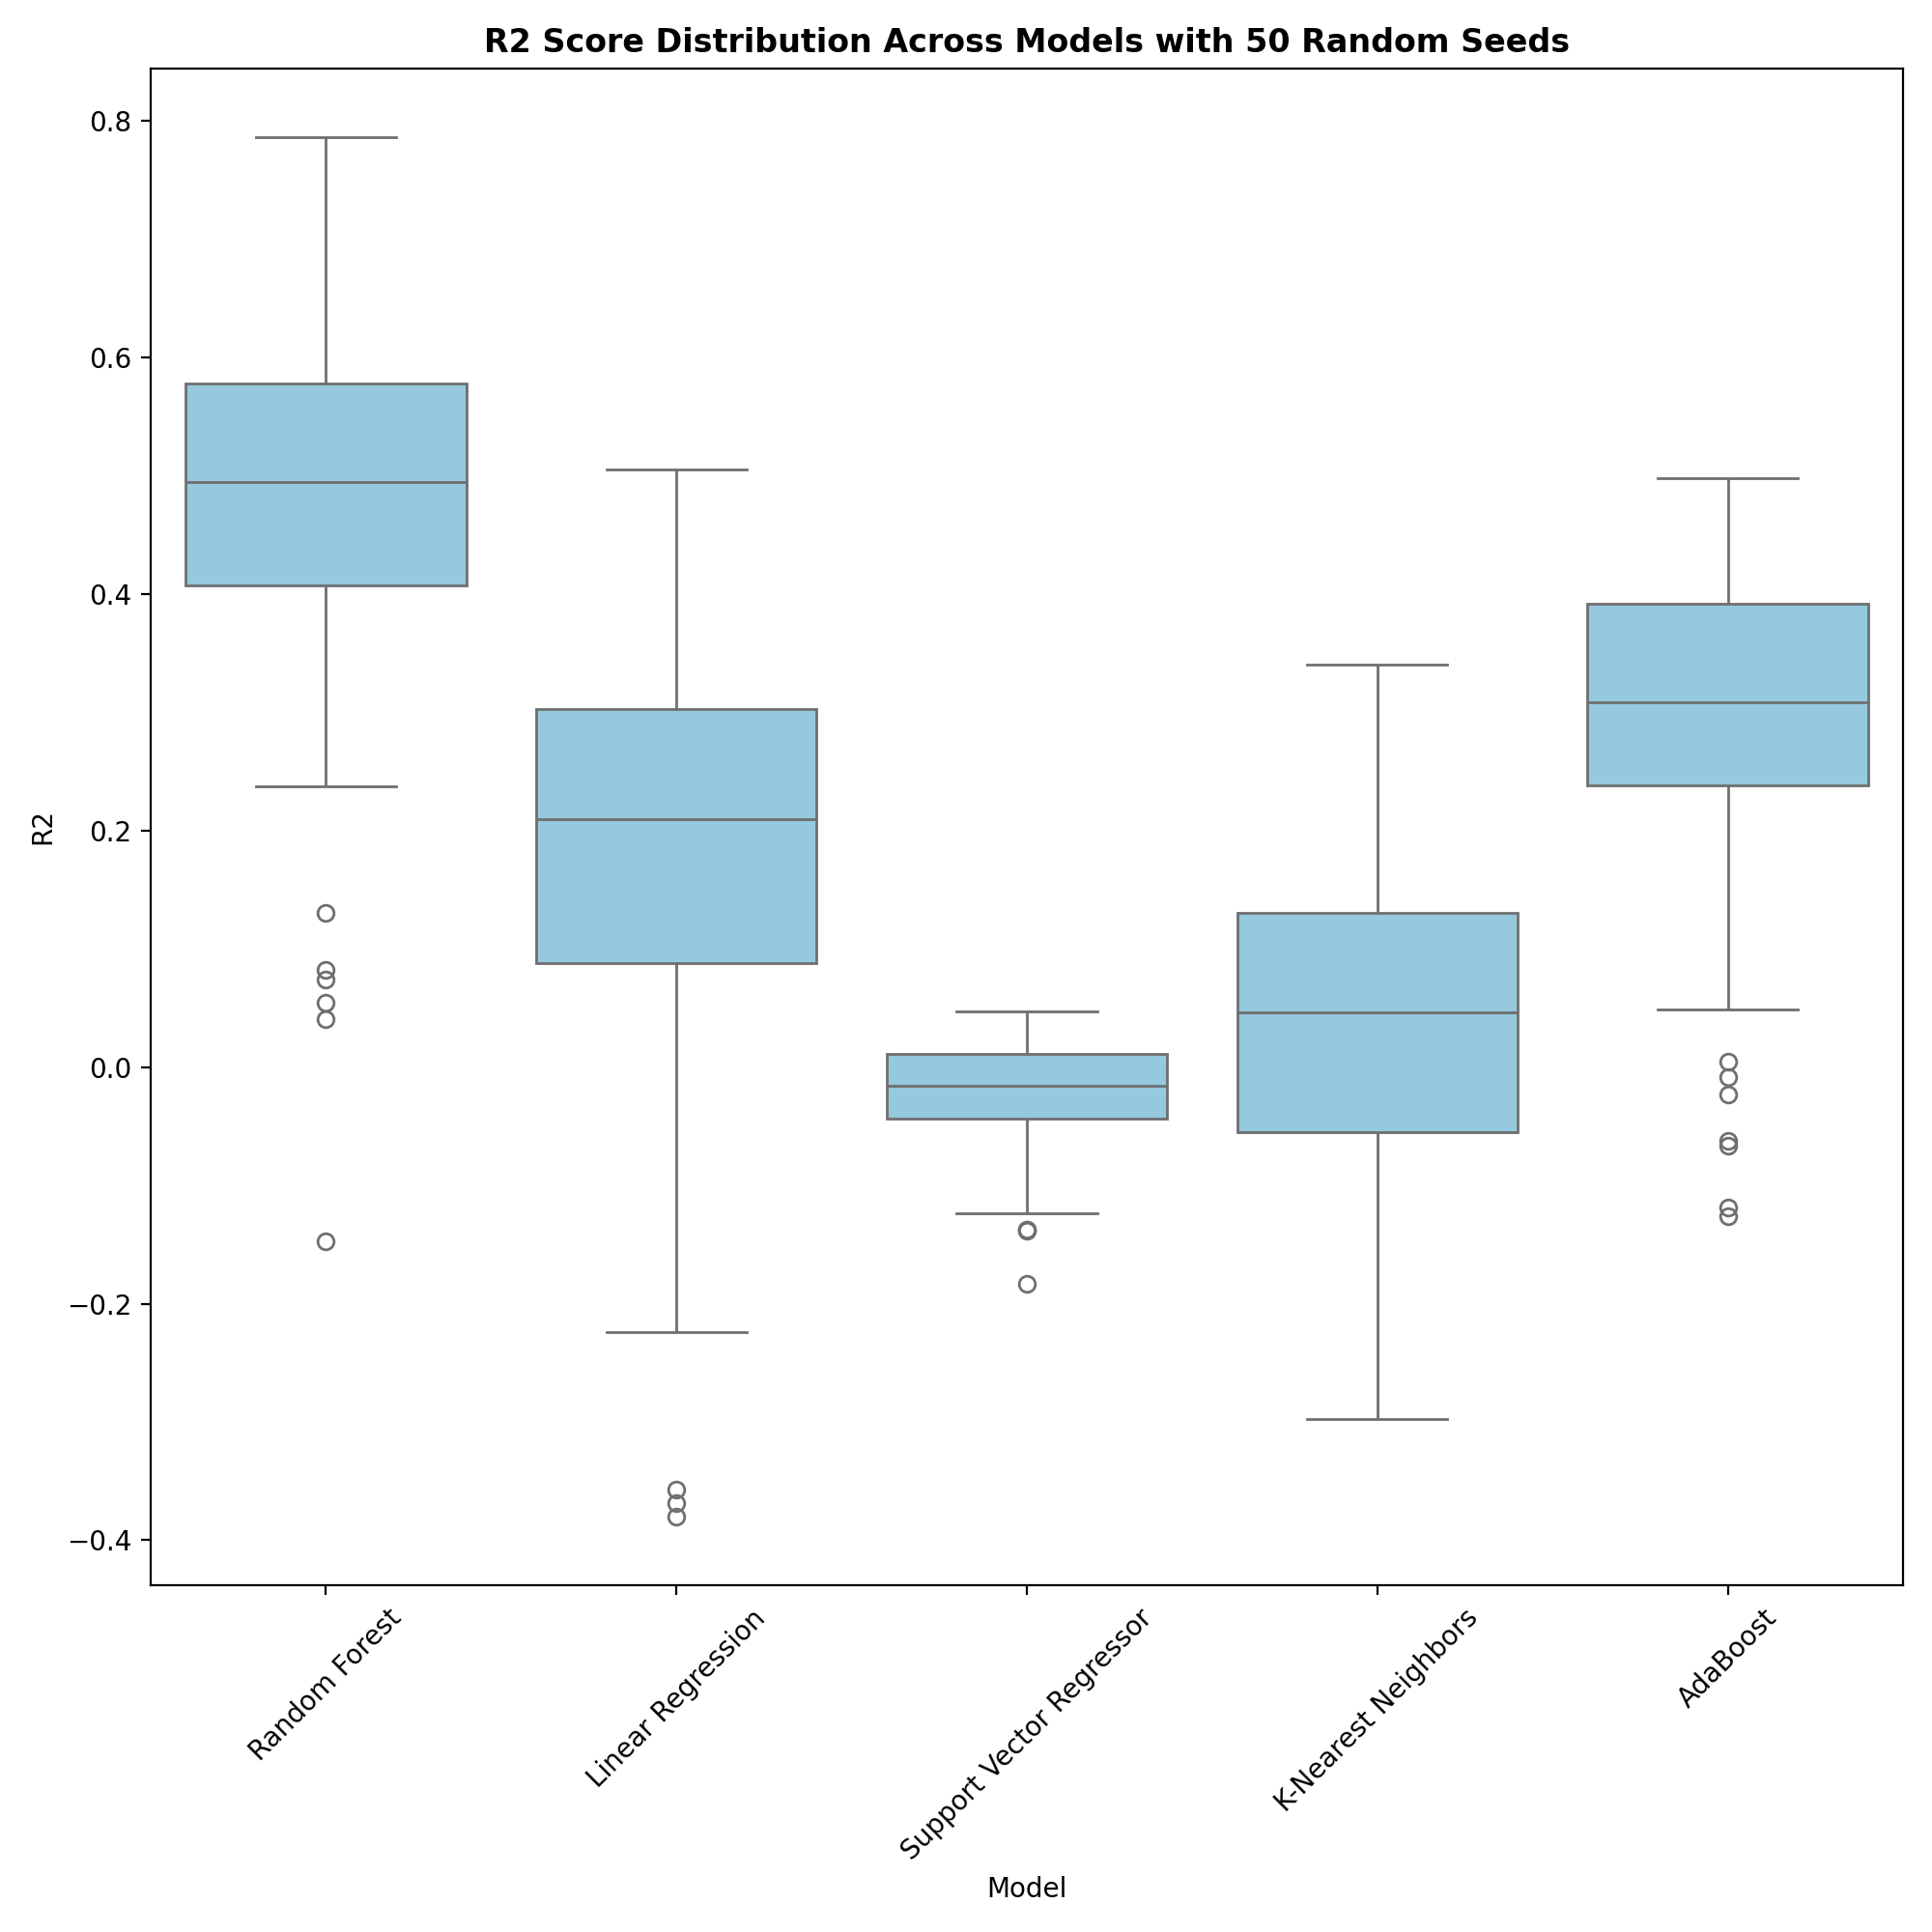 R2 Score Distribution Across Models with 50 Random Seeds
R2
0.8
0.6
0.4
0.2
0.0
−0.2
−0.4
Random Forest
Linear Regression
Support Vector Regressor
K-Nearest Neighbors
AdaBoost
Model